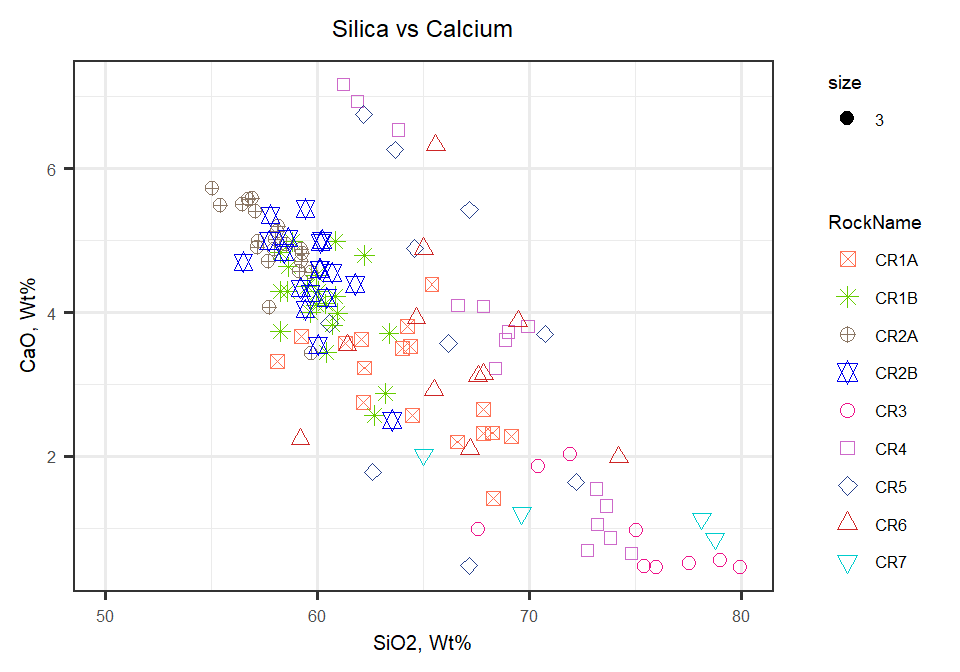 Silica vs Calcium
CaO, Wt%
6
4
2
50
60
70
80
SiO2, Wt%
size
3
RockName
CR1A
CR1B
CR2A
CR2B
CR3
CR4
CR5
CR6
CR7